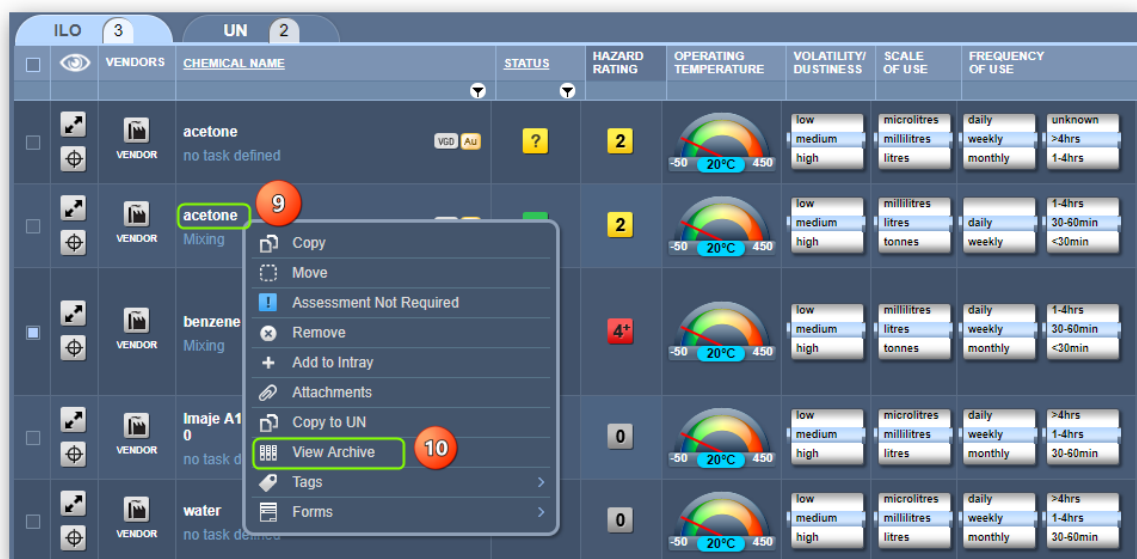 ILO 3 UN 2
VENDORS CHEMICAL NAME STATUS HAZARD RATING OPERATING TEMPERATURE VOLATILITY/ DUSTINESS SCALE OF USE FREQUENCY OF USE
acetone
no task defined
VENDOR
VGD Au
?
2
-50 20°C 450
low
medium
high
microlitres
millilitres
litres
daily
weekly
monthly
unknown
>4hrs
1-4hrs
acetone
Mixing
VENDOR
9
2
-50 20°C 450
low
medium
high
millilitres
litres
tonnes
daily
weekly
1-4hrs
30-60min
<30min
Copy
Move
! Assessment Not Required
Remove
Add to Intray
Attachments
Copy to UN
View Archive
10
Tags
Forms
benzene
Mixing
VENDOR
4+
-50 20°C 450
low
medium
high
millilitres
litres
tonnes
daily
weekly
monthly
1-4hrs
30-60min
<30min
Imaje A1
0
no task d
VENDOR
0
-50 20°C 450
low
medium
high
microlitres
millilitres
litres
daily
weekly
monthly
>4hrs
1-4hrs
30-60min
water
no task defined
VENDOR
0
-50 20°C 450
low
medium
high
microlitres
millilitres
litres
daily
weekly
monthly
>4hrs
1-4hrs
30-60min